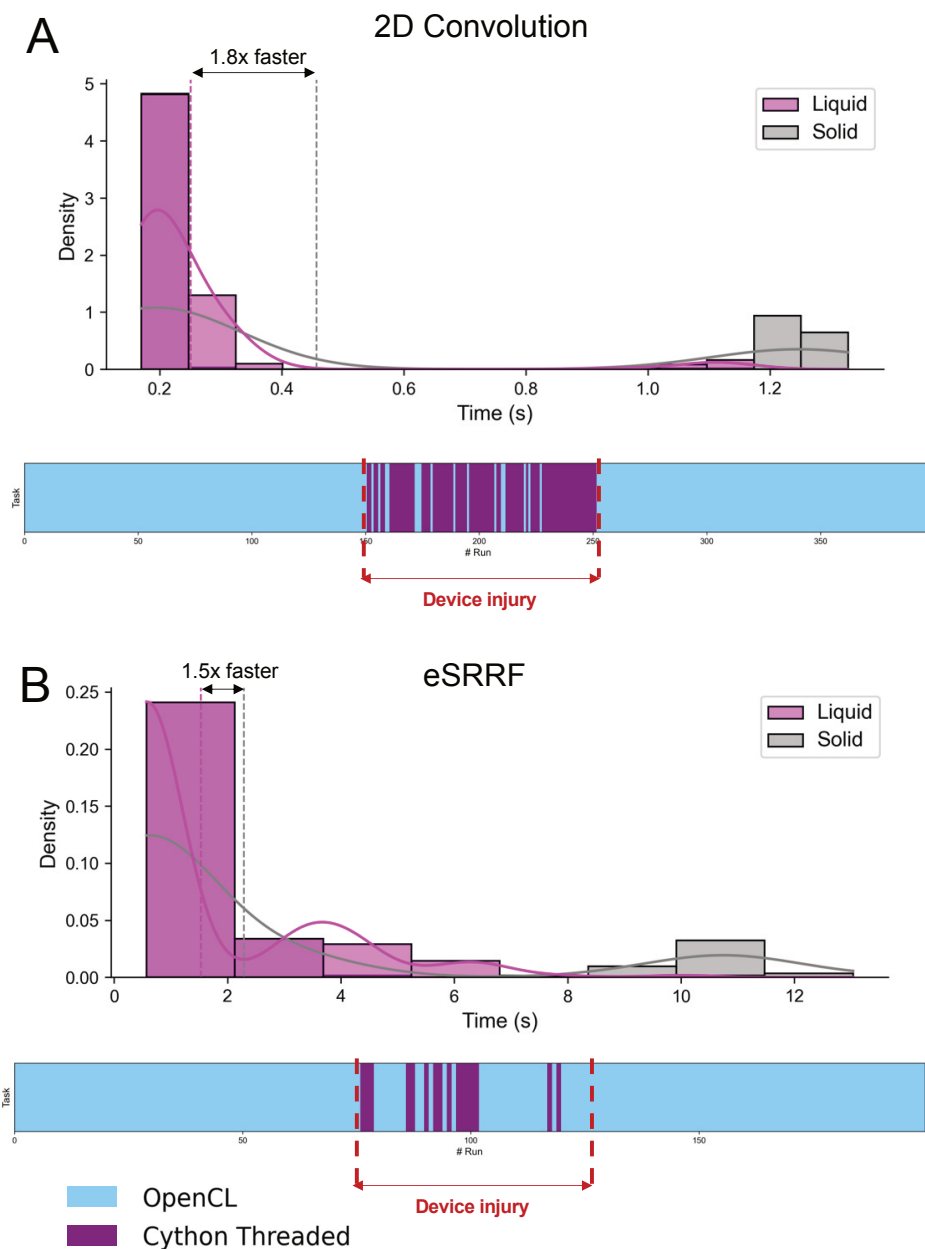 A
2D Convolution
1.8x faster
Liquid
Solid
Density
5
4
3
2
1
0
0.2 0.4 0.6 0.8 1.0 1.2
Time (s)
Task
0 50 100 150 200 250 300 350
# Run
Device injury
B
eSRRF
1.5x faster
Liquid
Solid
Density
0.25
0.20
0.15
0.10
0.05
0.00
0 2 4 6 8 10 12
Time (s)
Task
0 50 100 150
# Run
Device injury
OpenCL
Cython Threaded